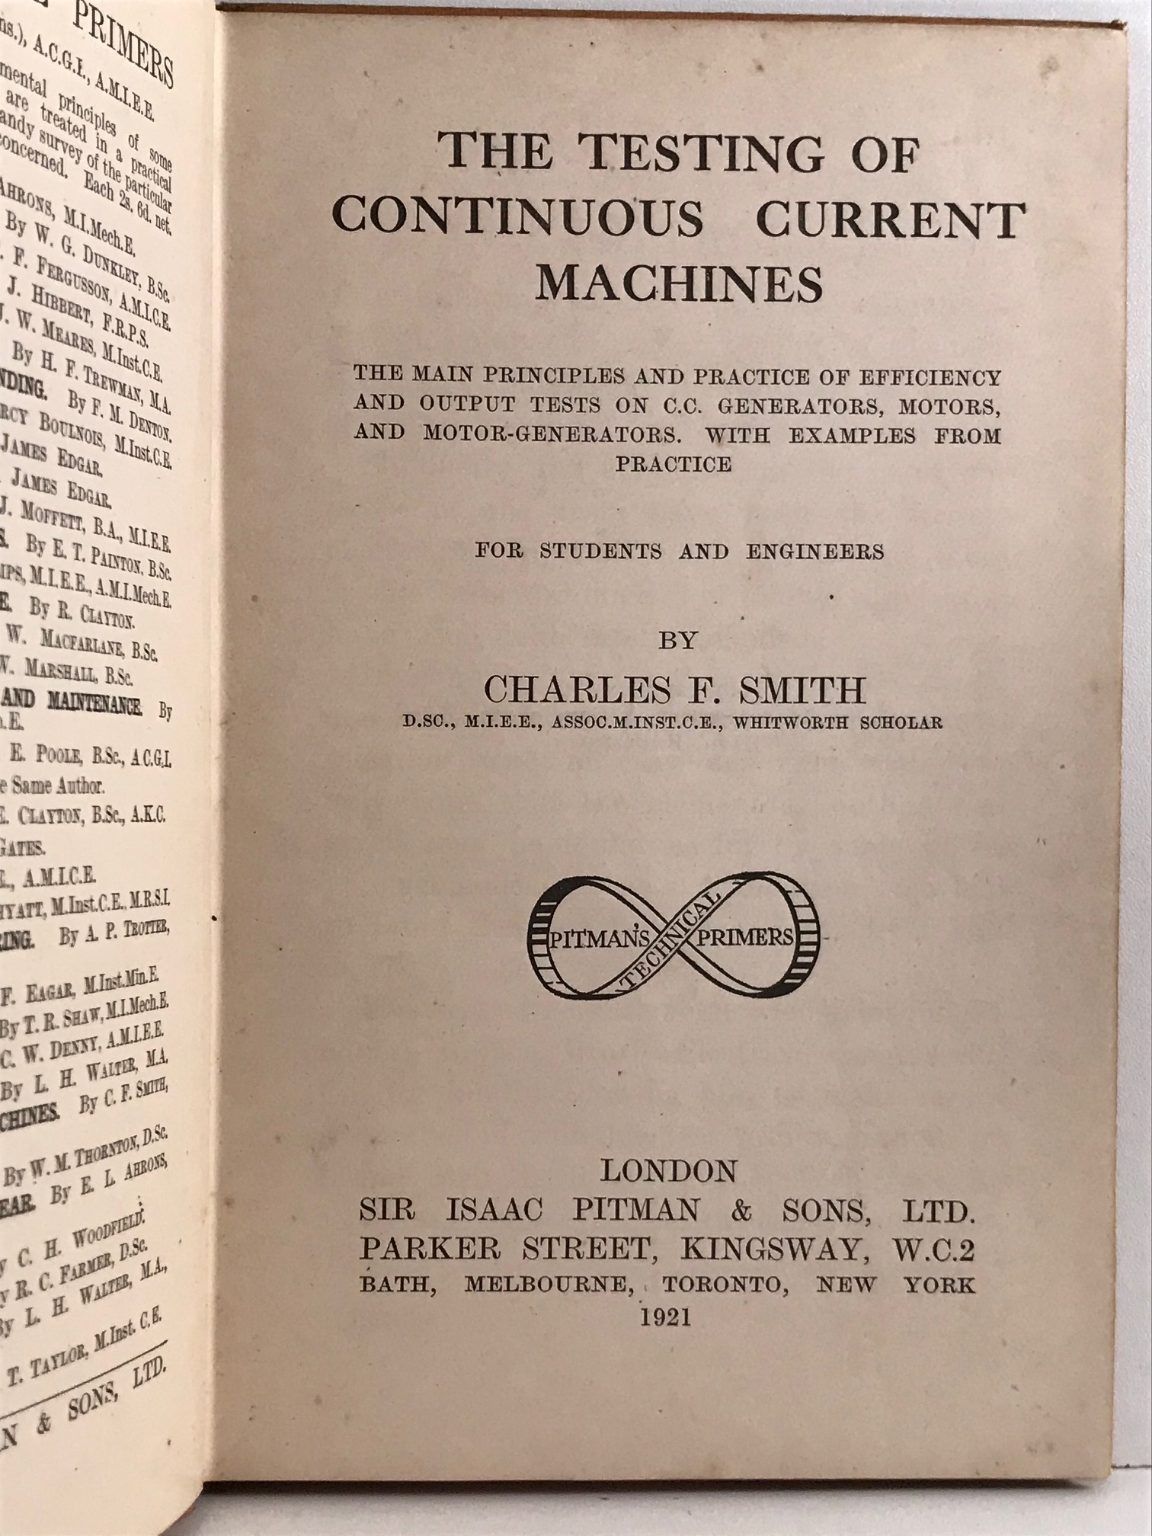 PRIMERS
A.C.G.I., A.M.I.E.E.
principles of some
are treated in a practical
survey of the particular
concerned. Each 2s. 6d. net.
AHRONS, M.I.Mech.E.
By W. G. DUNKLEY, B.Sc.
F. FERGUSSON, A.M.I.C.E.
J. HIBBERT, F.R.P.S.
J. W. MEARES, M.Inst.C.E.
By H. F. TREWMAN, M.A.
By F. M. DENTON.
BOULNOIS, M.Inst.C.E.
JAMES EDGAR.
JAMES EDGAR.
J. MOFFETT, B.A., M.I.E.E.
By E. T. PAINTON, B.Sc.
M.I.E.E., A.M.I.Mech.E.
By R. CLAYTON.
W. MACFARLANE, B.Sc.
W. MARSHALL, B.Sc.
AND MAINTENANCE. By
E. POOLE, B.Sc., A.C.G.I.
Same Author.
E. CLAYTON, B.Sc., A.K.C.
GATES.
A.M.I.C.E.
M.Inst.C.E., M.R.S.I.
By A. P. TROTTER,
F. EAGAR, M.Inst.Min.E.
By T. R. SHAW, M.I.Mech.E.
C. W. DENNY, A.M.I.E.E.
By L. H. WALTER, M.A.
By C. F. SMITH,
By W. M. THORNTON, D.Sc.
By E. L. AHRONS,
C. H. WOODFIELD.
R. C. FARMER, D.Sc.
By L. H. WALTER, M.A.,
T. TAYLOR, M.Inst. C.E.
& SONS, LTD.
THE TESTING OF
CONTINUOUS CURRENT
MACHINES
THE MAIN PRINCIPLES AND PRACTICE OF EFFICIENCY
AND OUTPUT TESTS ON C.C. GENERATORS, MOTORS,
AND MOTOR-GENERATORS. WITH EXAMPLES FROM
PRACTICE
FOR STUDENTS AND ENGINEERS
BY
CHARLES F. SMITH
D.SC., M.I.E.E., ASSOC.M.INST.C.E., WHITWORTH SCHOLAR
PITMAN'S TECHNICAL PRIMERS
LONDON
SIR ISAAC PITMAN & SONS, LTD.
PARKER STREET, KINGSWAY, W.C.2
BATH, MELBOURNE, TORONTO, NEW YORK
1921